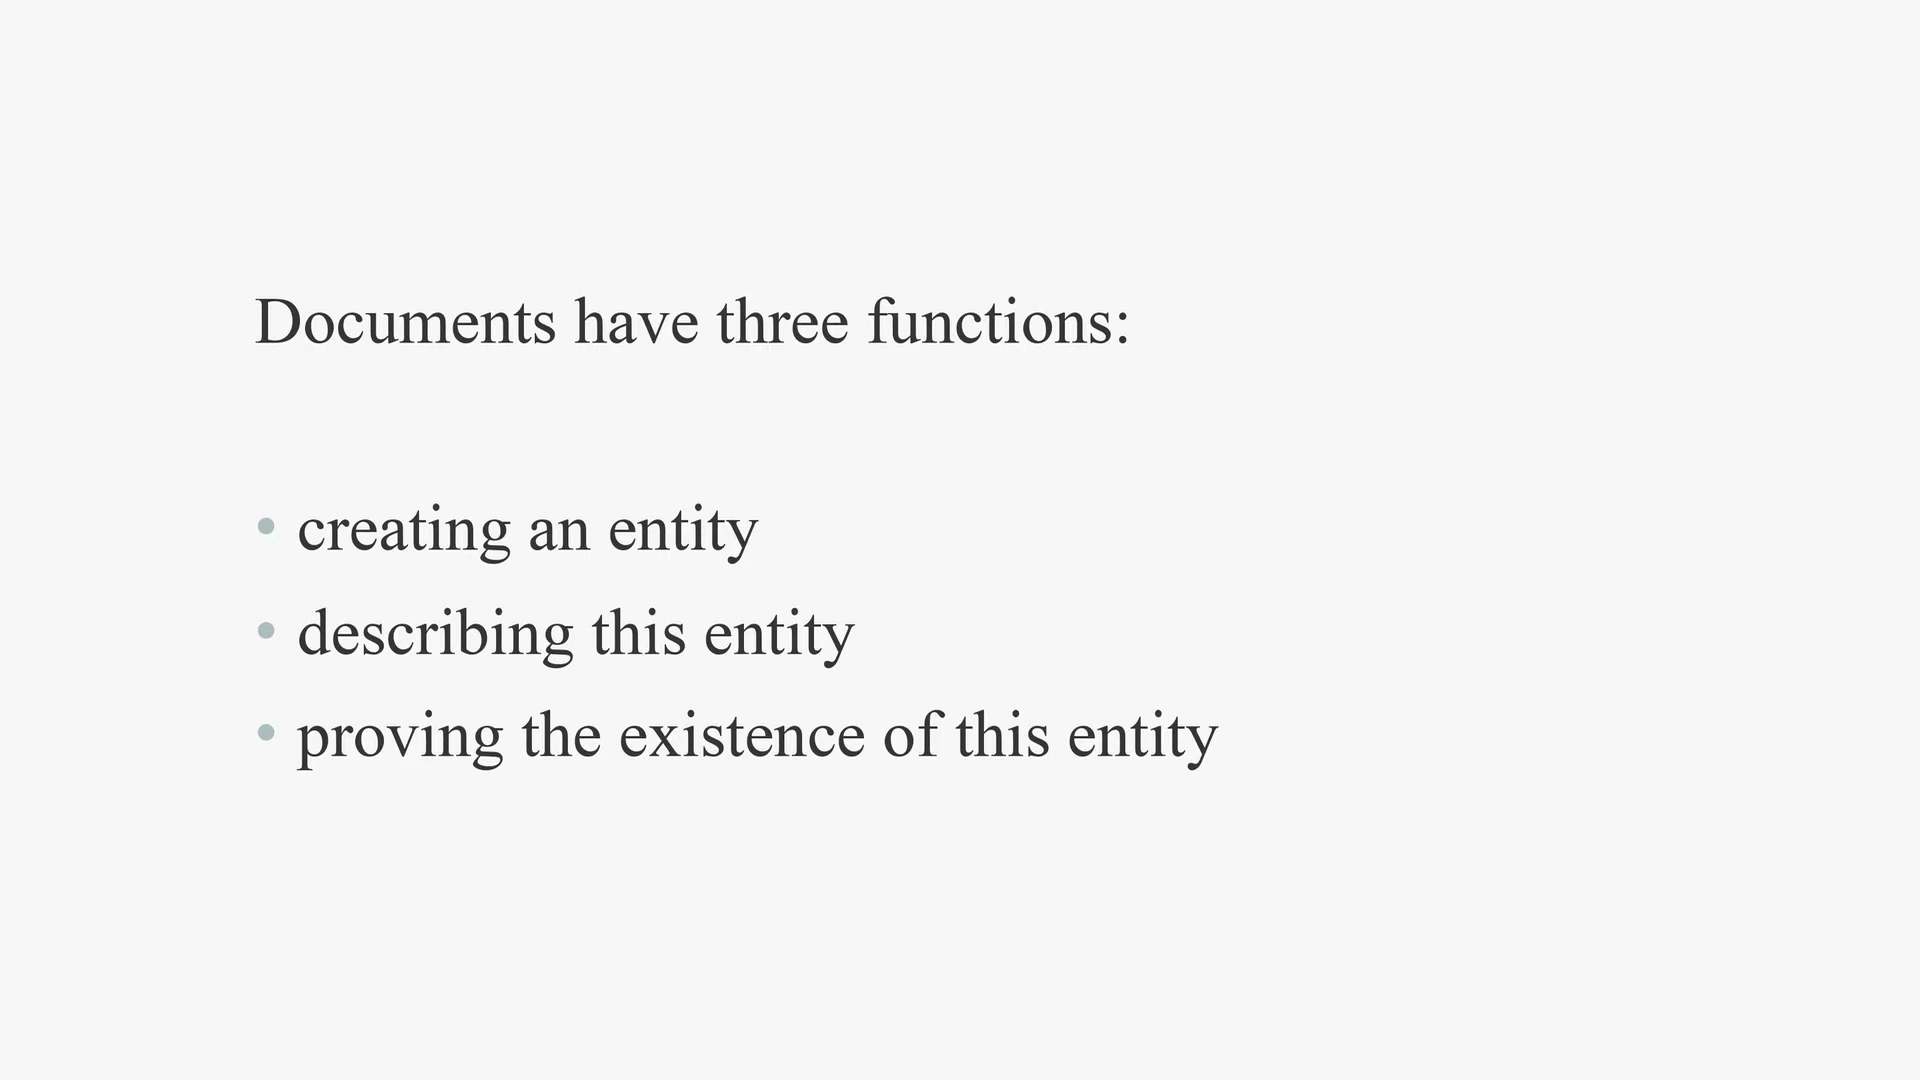 Documents have three functions:
• creating an entity
• describing this entity
• proving the existence of this entity